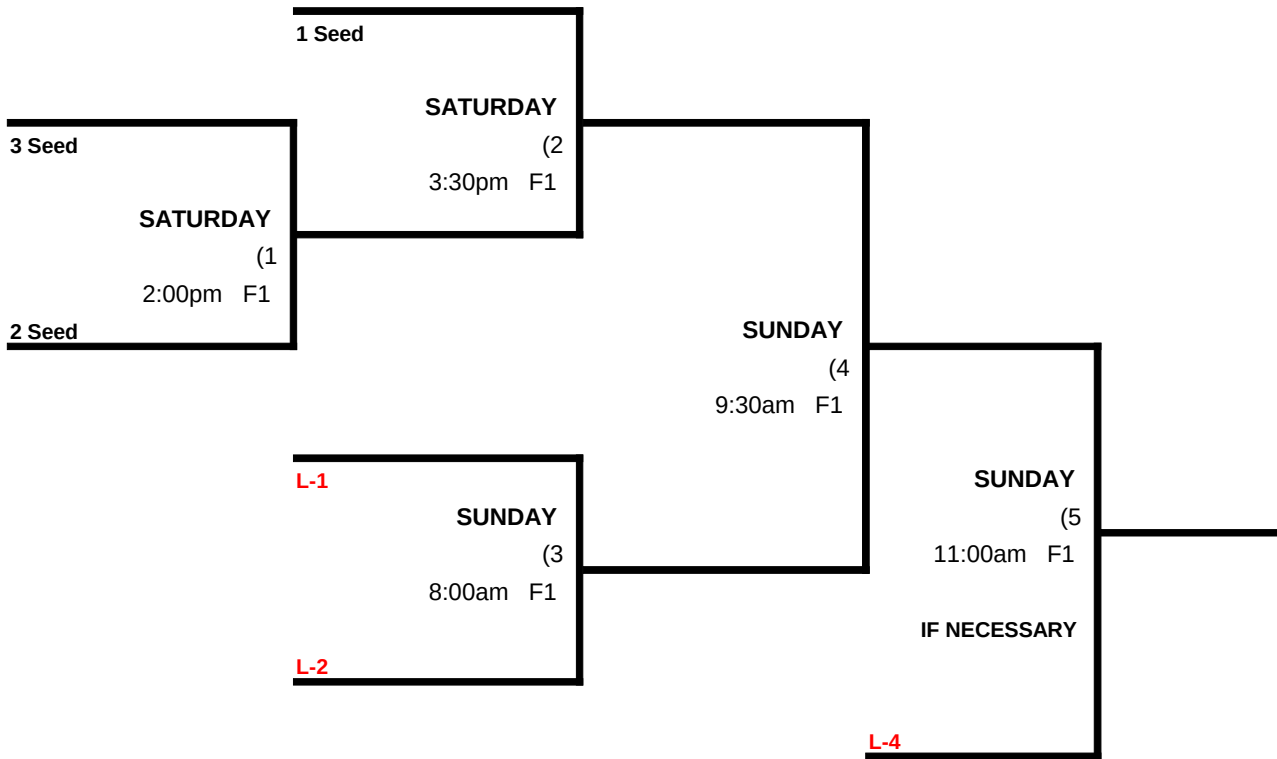 1 Seed
SATURDAY
(2
3:30pm F1
3 Seed
SATURDAY
(1
2:00pm F1
2 Seed
SUNDAY
(4
9:30am F1
L-1
SUNDAY
(3
8:00am F1
L-2
SUNDAY
(5
11:00am F1
IF NECESSARY
L-4